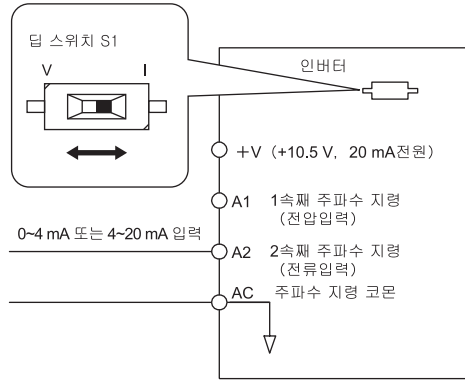 딥 스위치 S1
V I
인버터
+V (+10.5 V, 20 mA전원)
A1 1속째 주파수 지령
(전압입력)
0~4 mA 또는 4~20 mA 입력
A2 2속째 주파수 지령
(전류입력)
AC 주파수 지령 코몬